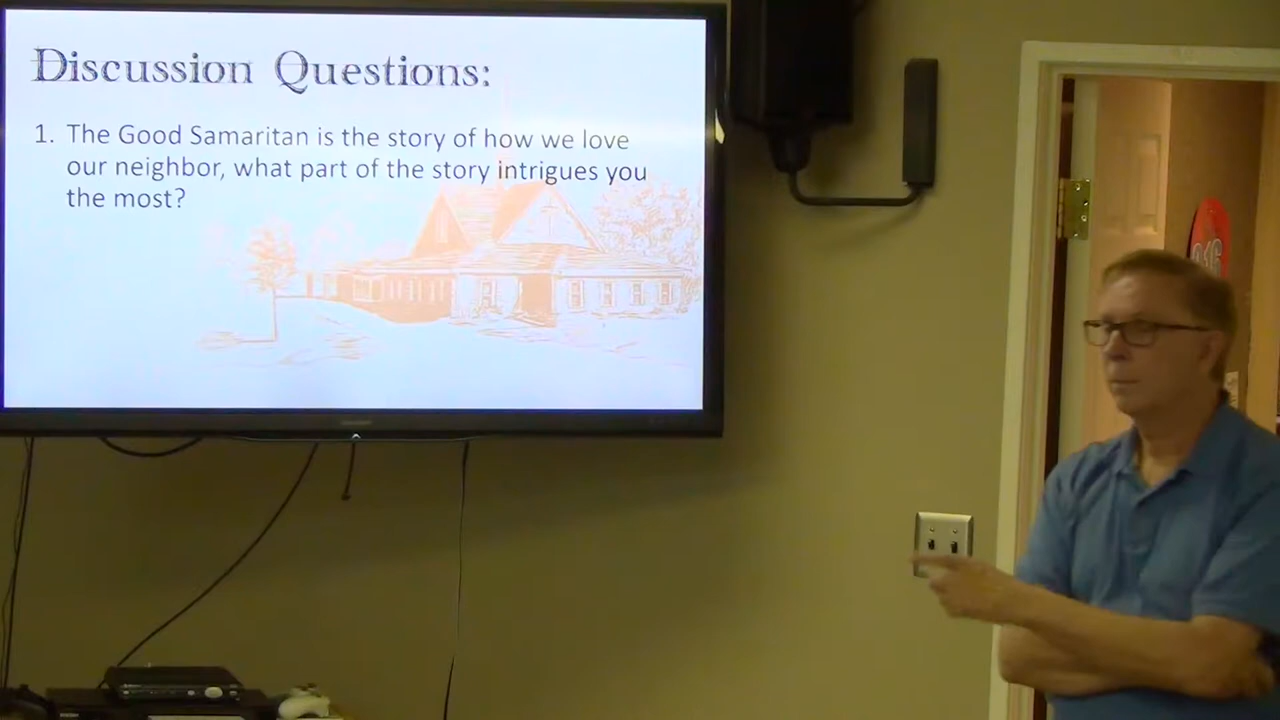 Discussion Questions:
1. The Good Samaritan is the story of how we love
our neighbor, what part of the story intrigues you
the most?